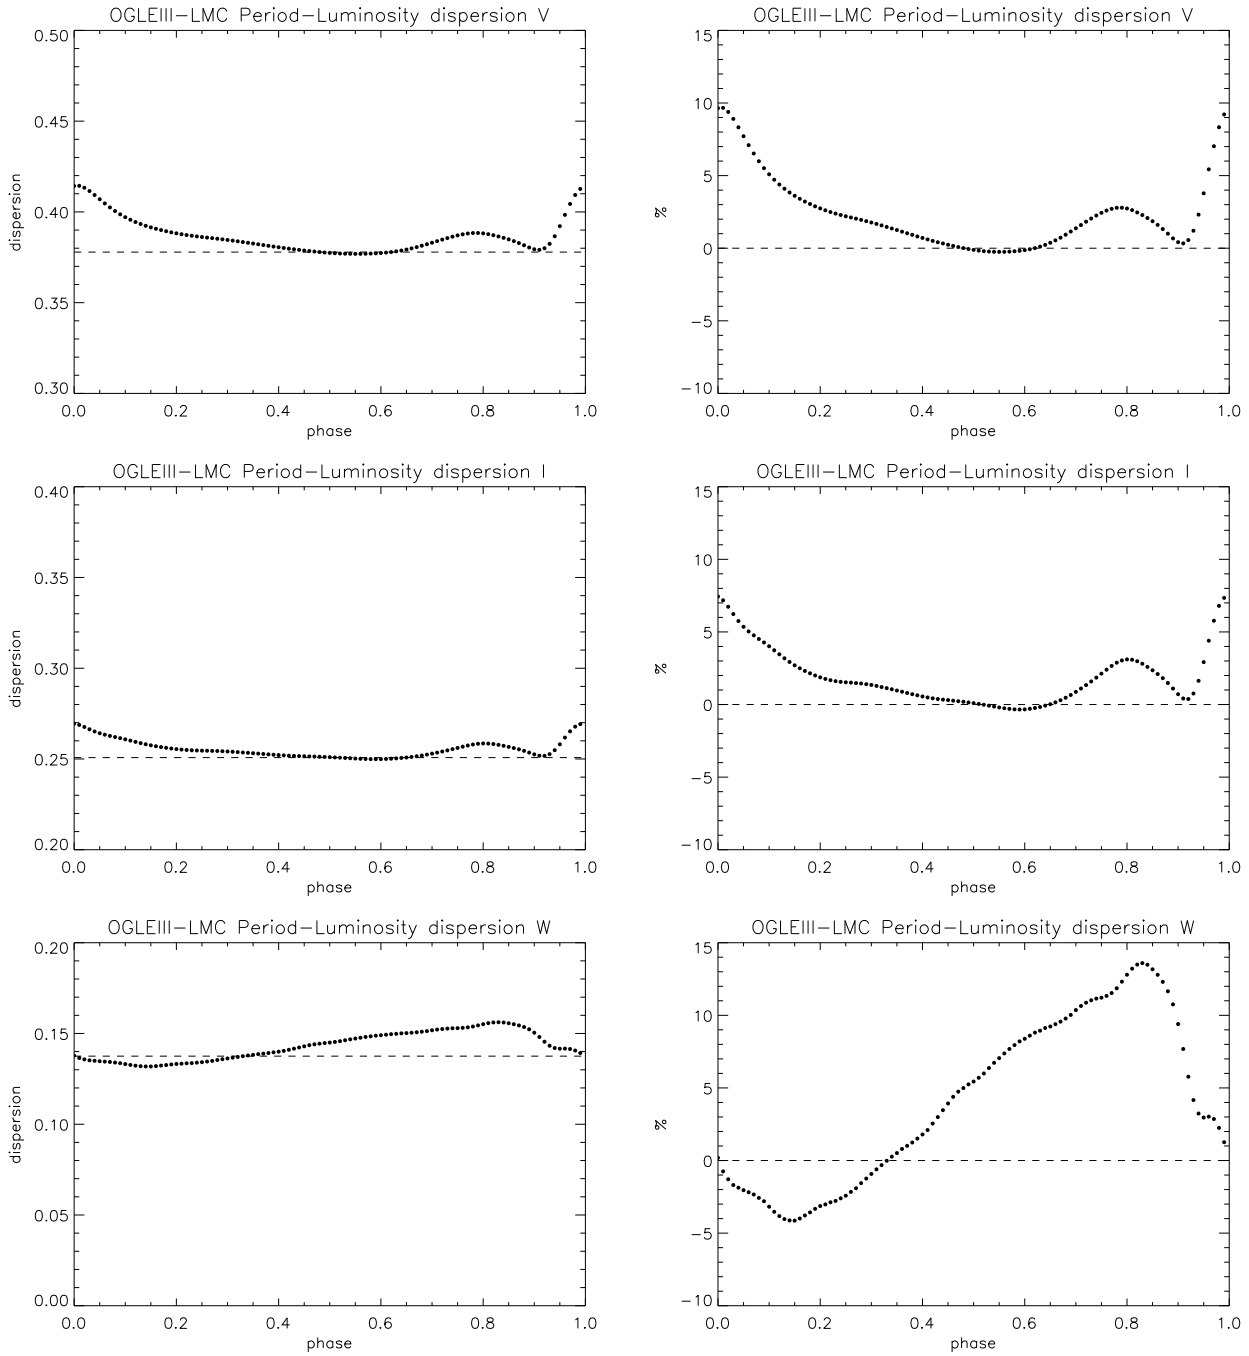 OGLEIII−LMC Period−Luminosity dispersion V
0.50
0.45
0.40
0.35
0.30
dispersion
0.0 0.2 0.4 0.6 0.8 1.0
phase
OGLEIII−LMC Period−Luminosity dispersion V
15
10
5
0
−5
−10
%
0.0 0.2 0.4 0.6 0.8 1.0
phase
OGLEIII−LMC Period−Luminosity dispersion I
0.40
0.35
0.30
0.25
0.20
dispersion
0.0 0.2 0.4 0.6 0.8 1.0
phase
OGLEIII−LMC Period−Luminosity dispersion I
15
10
5
0
−5
−10
%
0.0 0.2 0.4 0.6 0.8 1.0
phase
OGLEIII−LMC Period−Luminosity dispersion W
0.20
0.15
0.10
0.05
0.00
dispersion
0.0 0.2 0.4 0.6 0.8 1.0
phase
OGLEIII−LMC Period−Luminosity dispersion W
15
10
5
0
−5
−10
%
0.0 0.2 0.4 0.6 0.8 1.0
phase